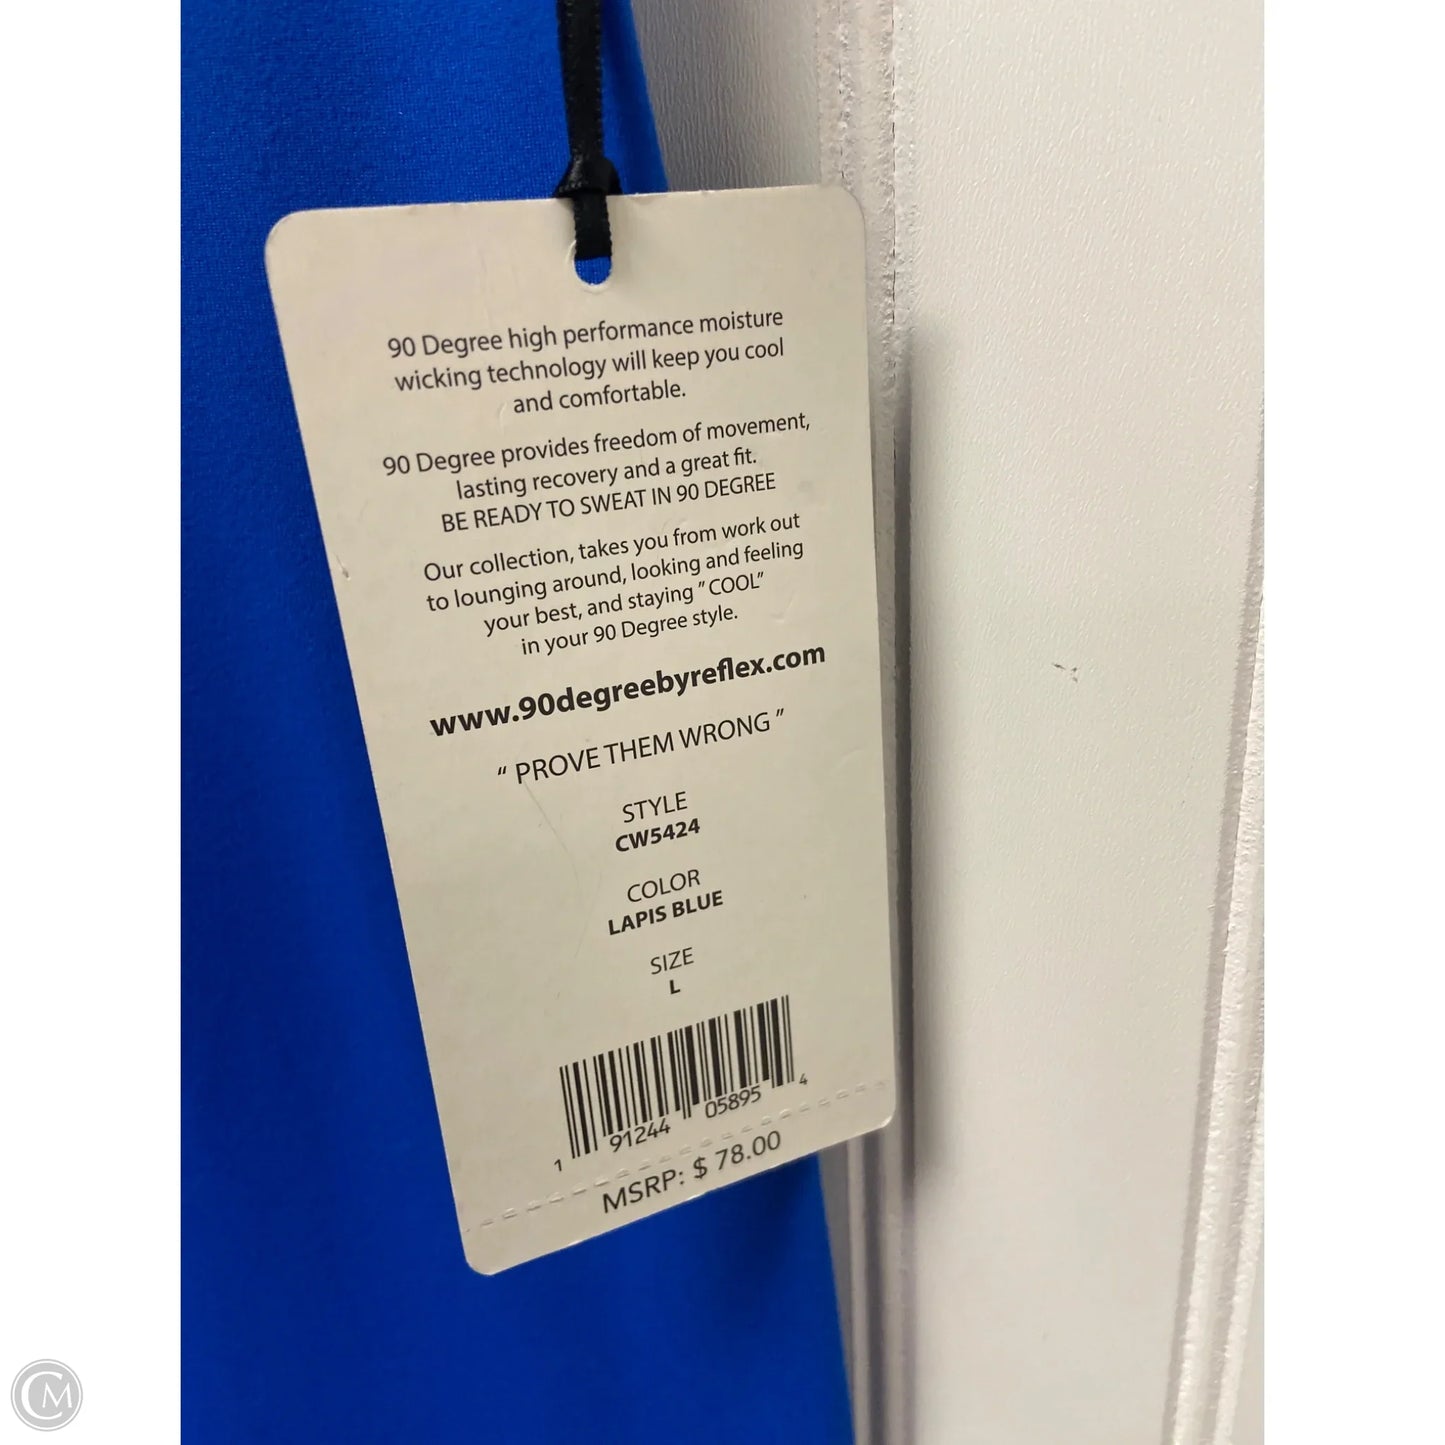 90 Degree high performance moisture
wicking technology will keep you cool
and comfortable.
90 Degree provides freedom of movement,
lasting recovery and a great fit.
BE READY TO SWEAT IN 90 DEGREE
Our collection, takes you from work out
to lounging around, looking and feeling
your best, and staying "COOL"
in your 90 Degree style.
www.90degreebyreflex.com
" PROVE THEM WRONG "
STYLE
CW5424
COLOR
LAPIS BLUE
SIZE
L
1 91244 05895 4
MSRP: $ 78.00
CM